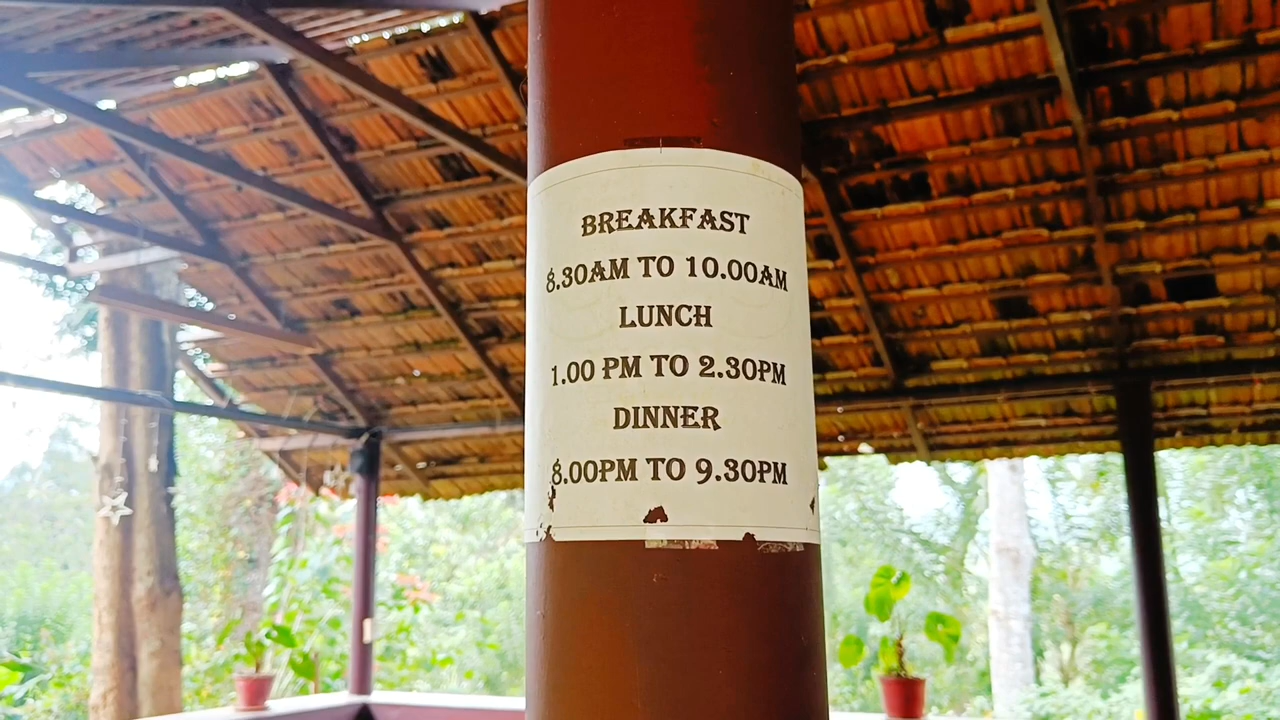 BREAKFAST
8.30AM TO 10.00AM
LUNCH
1.00 PM TO 2.30PM
DINNER
8.00PM TO 9.30PM